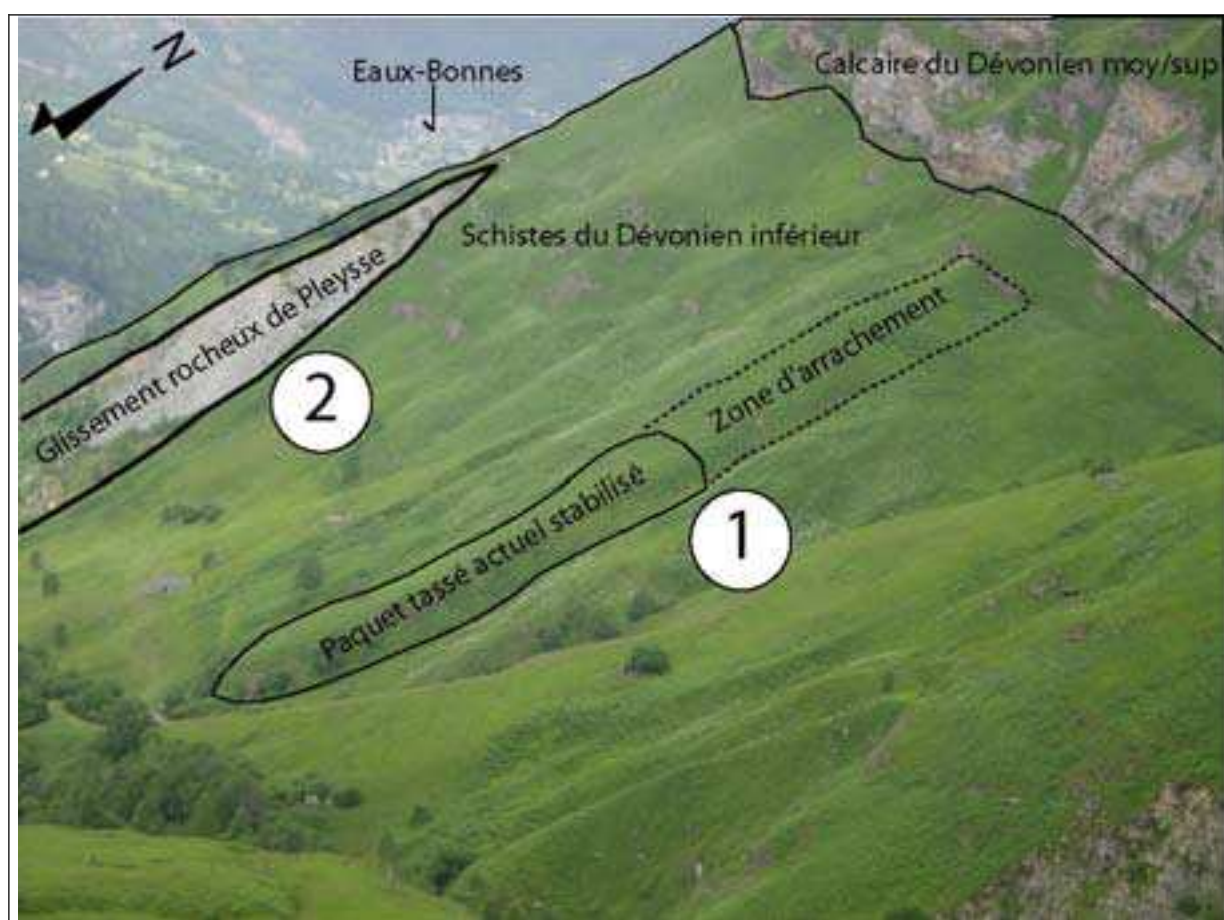 N
Eaux-Bonnes
Calcaire du Dévonien moy/sup
Schistes du Dévonien inférieur
Glissement rocheux de Pleysse
2
Zone d'arrachement
Paquet tassé actuel stabilisé
1